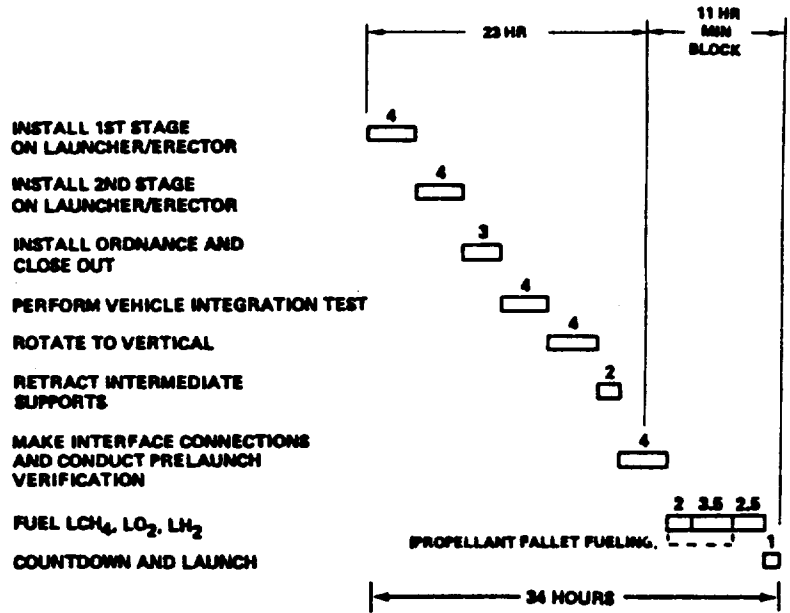 23 HR
11 HR
MIN
BLOCK
INSTALL 1ST STAGE
ON LAUNCHER/ERECTOR
4
INSTALL 2ND STAGE
ON LAUNCHER/ERECTOR
4
INSTALL ORDNANCE AND
CLOSE OUT
3
PERFORM VEHICLE INTEGRATION TEST
4
ROTATE TO VERTICAL
4
RETRACT INTERMEDIATE
SUPPORTS
2
MAKE INTERFACE CONNECTIONS
AND CONDUCT PRELAUNCH
VERIFICATION
4
FUEL LCH₄, LO₂, LH₂
2 3.5 2.5
(PROPELLANT PALLET FUELING.
COUNTDOWN AND LAUNCH
1
34 HOURS